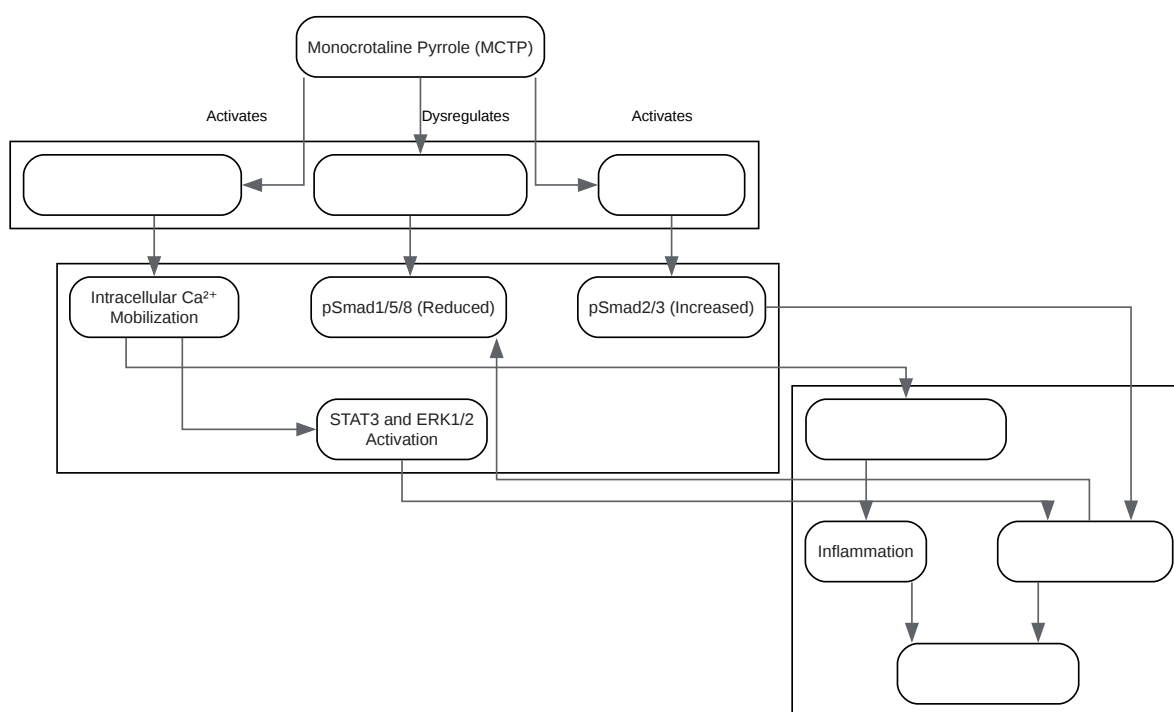 Monocrotaline Pyrrole (MCTP)
Activates
Dysregulates
Activates
Intracellular Ca²⁺
Mobilization
pSmad1/5/8 (Reduced)
pSmad2/3 (Increased)
STAT3 and ERK1/2
Activation
Inflammation